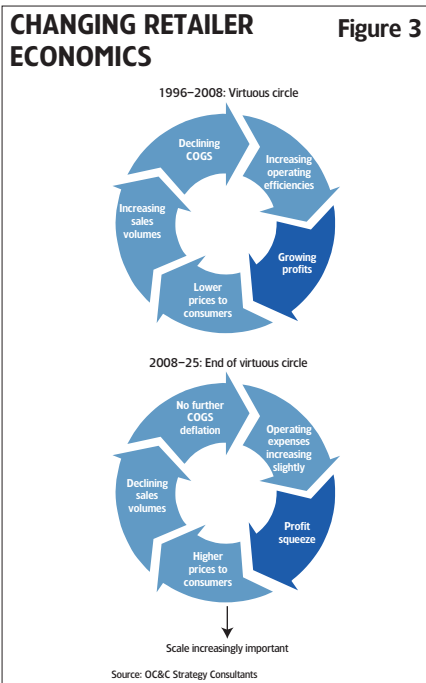 CHANGING RETAILER
ECONOMICS
Figure 3
1996–2008: Virtuous circle
Declining
COGS
Increasing
operating
efficiencies
Growing
profits
Lower
prices to
consumers
Increasing
sales
volumes
2008–25: End of virtuous circle
No further
COGS
deflation
Operating
expenses
increasing
slightly
Profit
squeeze
Higher
prices to
consumers
Declining
sales
volumes
Scale increasingly important
Source: OC&C Strategy Consultants